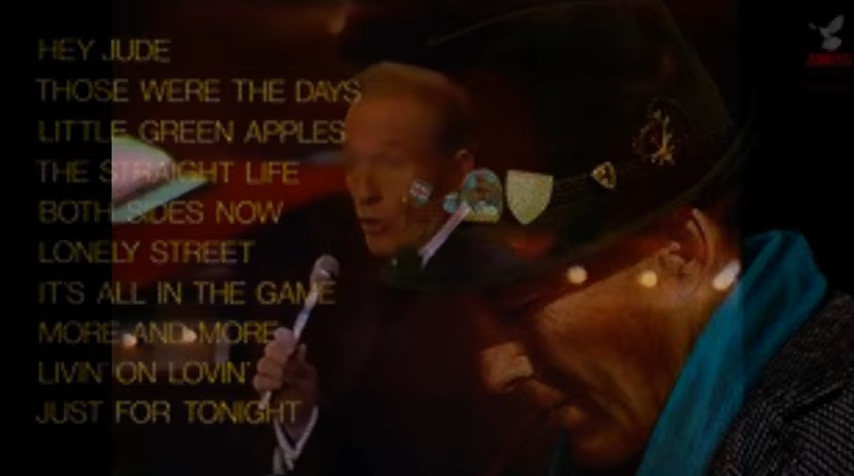 HEY JUDE
THOSE WERE THE DAYS
LITTLE GREEN APPLES
THE STRAIGHT LIFE
BOTH SIDES NOW
LONELY STREET
IT'S ALL IN THE GAME
MORE AND MORE
LIVIN' ON LOVIN'
JUST FOR TONIGHT